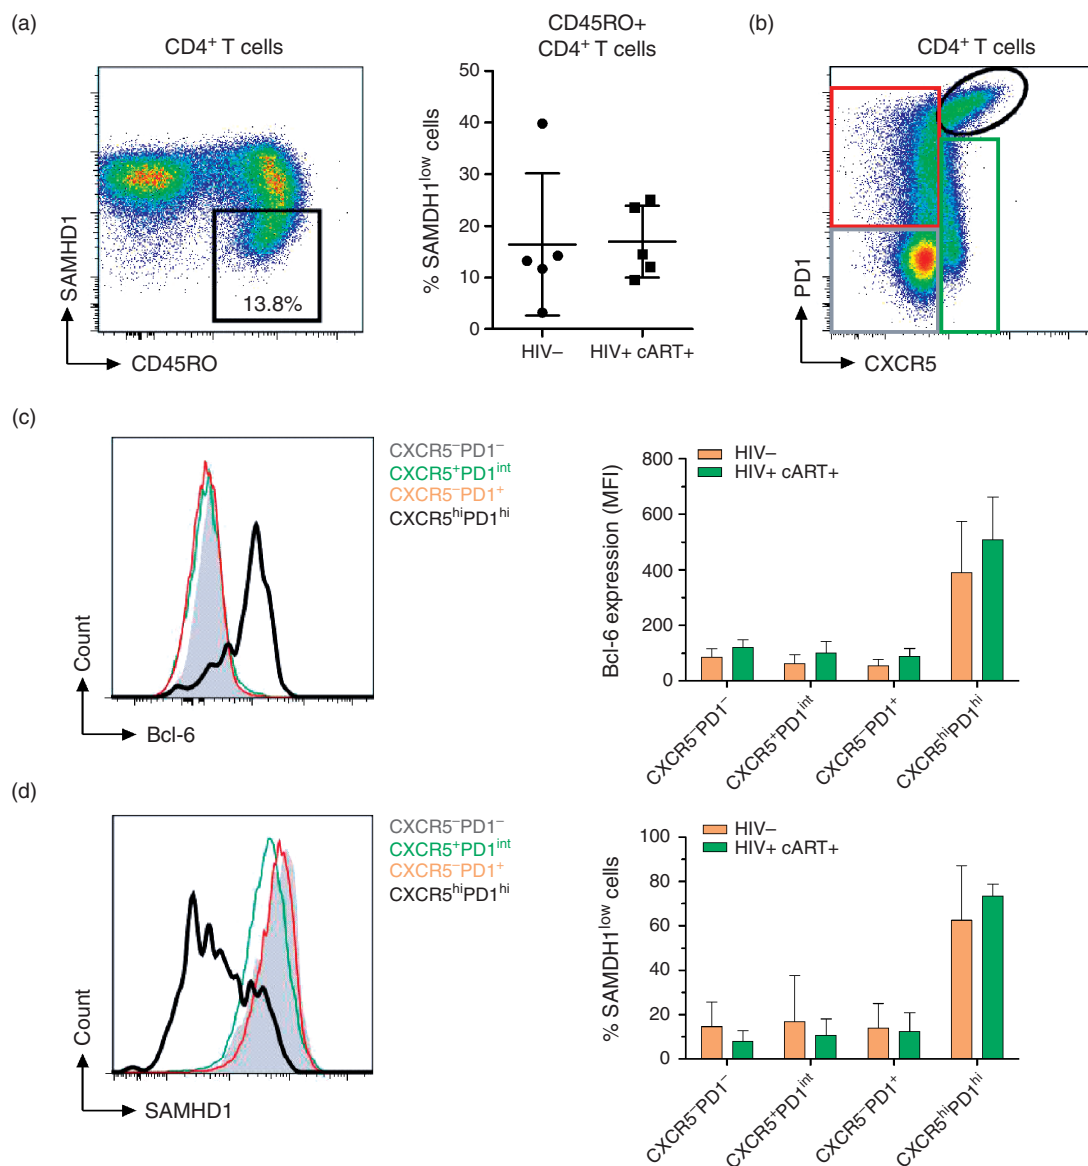 (a)
CD4⁺ T cells
SAMHD1
13.8%
CD45RO
CD45RO+
CD4⁺ T cells
% SAMDH1ˡᵒʷ cells
50
40
30
20
10
0
HIV–
HIV+ cART+
(b)
CD4⁺ T cells
PD1
CXCR5
(c)
Count
Bcl-6
CXCR5⁻PD1⁻
CXCR5⁺PD1ⁱⁿᵗ
CXCR5⁻PD1⁺
CXCR5ʰⁱPD1ʰⁱ
HIV–
HIV+ cART+
Bcl-6 expression (MFI)
800
600
400
200
0
CXCR5⁻PD1⁻
CXCR5⁺PD1ⁱⁿᵗ
CXCR5⁻PD1⁺
CXCR5ʰⁱPD1ʰⁱ
(d)
Count
SAMHD1
CXCR5⁻PD1⁻
CXCR5⁺PD1ⁱⁿᵗ
CXCR5⁻PD1⁺
CXCR5ʰⁱPD1ʰⁱ
HIV–
HIV+ cART+
% SAMDH1ˡᵒʷ cells
100
80
60
40
20
0
CXCR5⁻PD1⁻
CXCR5⁺PD1ⁱⁿᵗ
CXCR5⁻PD1⁺
CXCR5ʰⁱPD1ʰⁱ